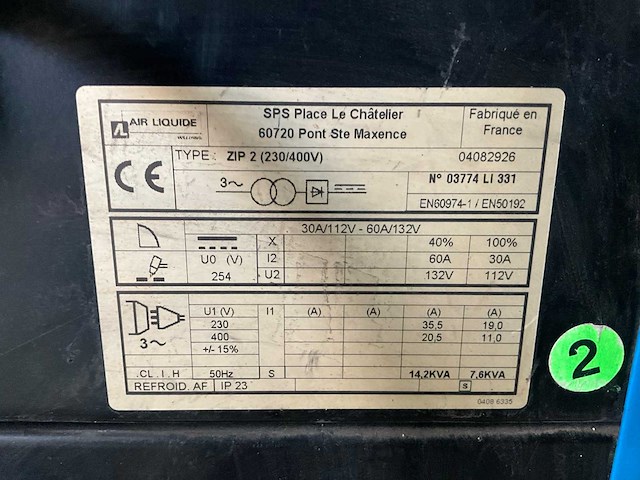 AIR LIQUIDE
WELDING
SPS Place Le Châtelier
60720 Pont Ste Maxence
Fabriqué en
France
TYPE : ZIP 2 (230/400V) 04082926
CE
3~
N° 03774 LI 331
EN60974-1 / EN50192
30A/112V - 60A/132V
X 40% 100%
U0 (V) I2 60A 30A
254 U2 132V 112V
U1 (V) I1 (A) (A) (A) (A)
230 35,5 19,0
400 20,5 11,0
+/- 15%
3~
CL . I . H 50Hz S 14,2KVA 7,6KVA
REFROID. AF IP 23 S
0408 6335
2